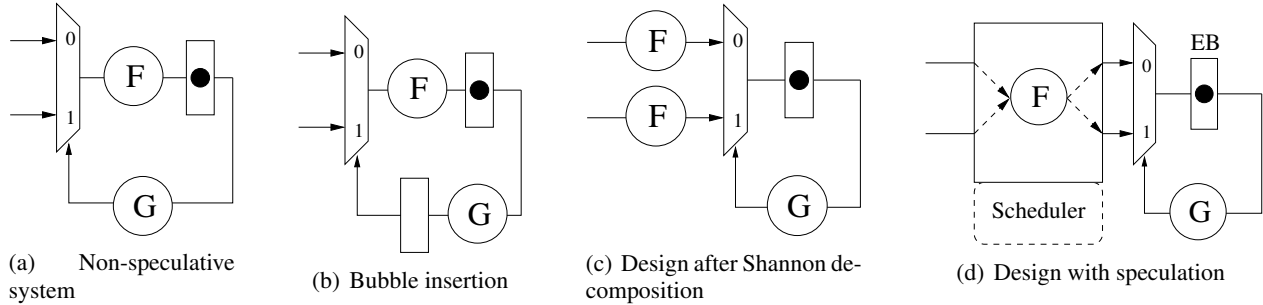 0
F
1
G
(a) Non-speculative
system
0
F
1
G
(b) Bubble insertion
F
0
F
1
G
(c) Design after Shannon de-
composition
EB
0
F
1
G
Scheduler
(d) Design with speculation